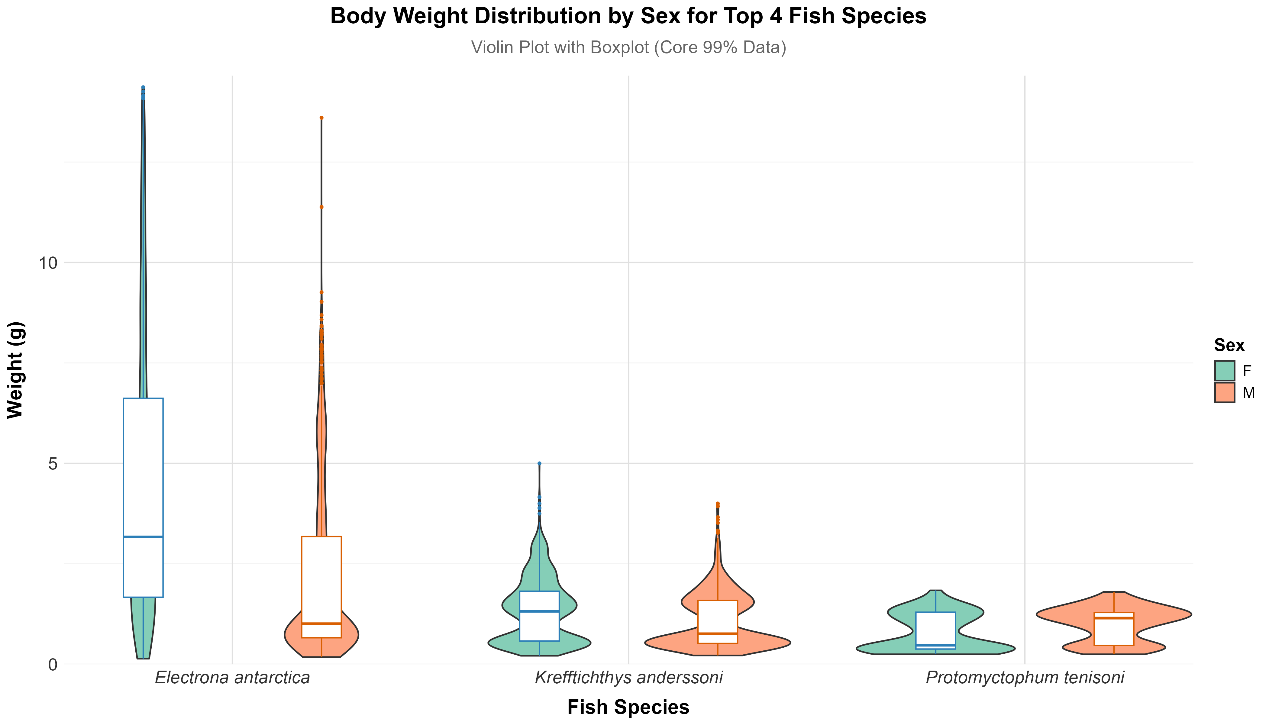 Body Weight Distribution by Sex for Top 4 Fish Species
Violin Plot with Boxplot (Core 99% Data)
Weight (g)
10
5
0
Electrona antarctica
Krefftichthys anderssoni
Protomyctophum tenisoni
Fish Species
Sex
F
M